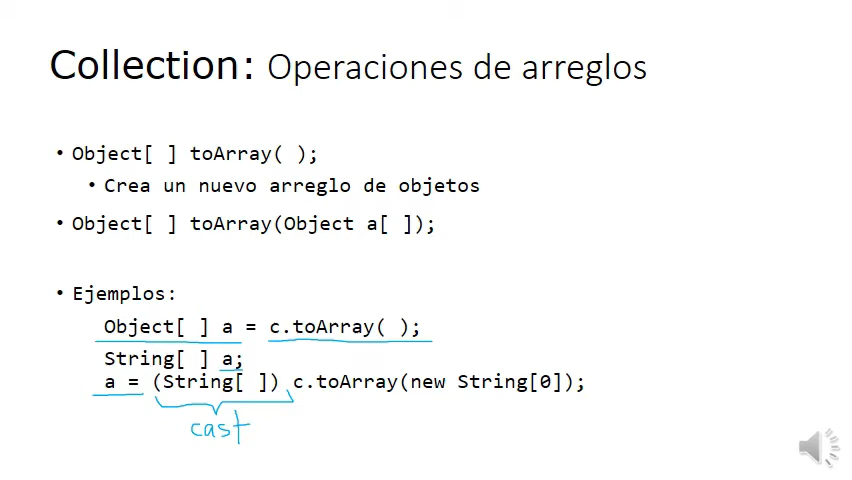 Collection: Operaciones de arreglos
• Object[ ] toArray( );
• Crea un nuevo arreglo de objetos
• Object[ ] toArray(Object a[ ]);
• Ejemplos:
Object[ ] a = c.toArray( );
String[ ] a;
a = (String[ ]) c.toArray(new String[0]);
cast